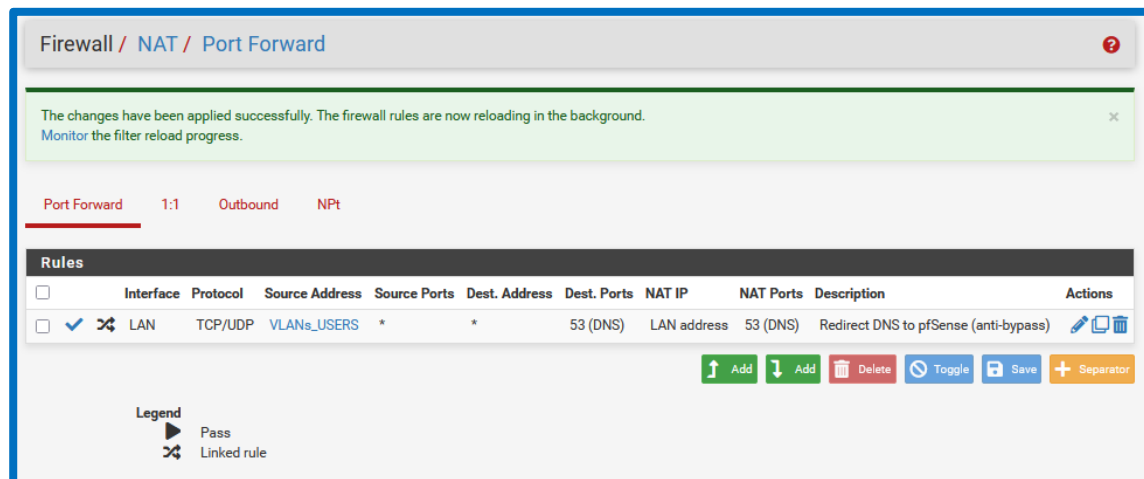 Firewall / NAT / Port Forward
The changes have been applied successfully. The firewall rules are now reloading in the background.
Monitor the filter reload progress.
Port Forward 1:1 Outbound NPt
Rules
Interface Protocol Source Address Source Ports Dest. Address Dest. Ports NAT IP NAT Ports Description Actions
LAN TCP/UDP VLANs_USERS * * 53 (DNS) LAN address 53 (DNS) Redirect DNS to pfSense (anti-bypass)
Add Add Delete Toggle Save Separator
Legend
Pass
Linked rule